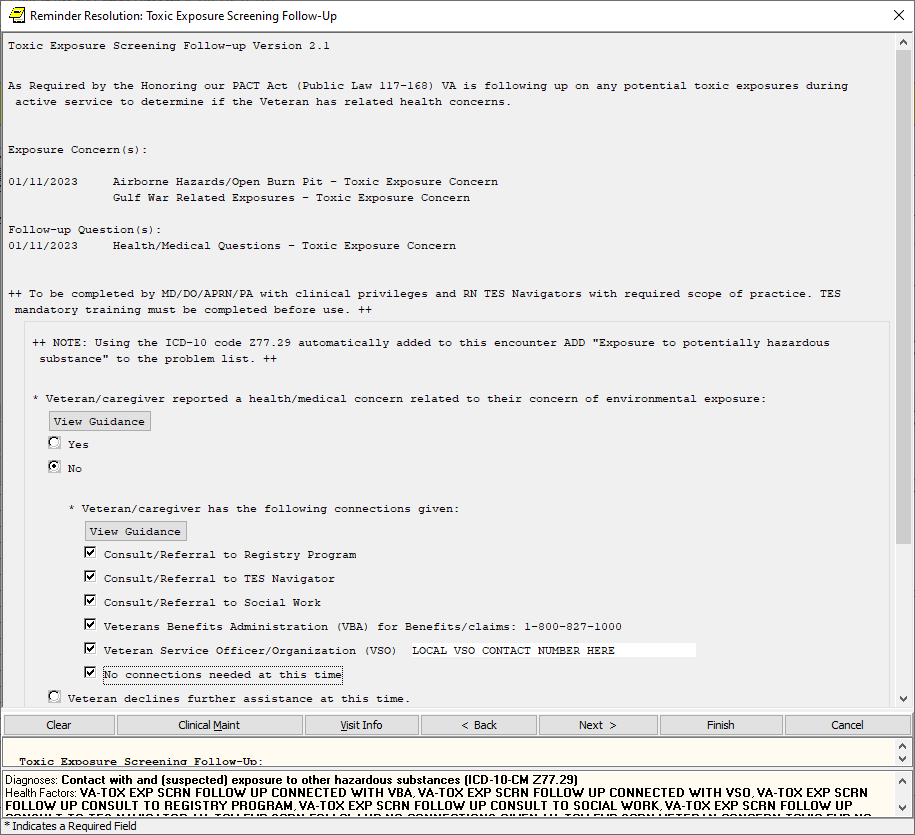 Reminder Resolution: Toxic Exposure Screening Follow-Up
Toxic Exposure Screening Follow-up Version 2.1
As Required by the Honoring our PACT Act (Public Law 117-168) VA is following up on any potential toxic exposures during
active service to determine if the Veteran has related health concerns.
Exposure Concern(s):
01/11/2023 Airborne Hazards/Open Burn Pit - Toxic Exposure Concern
Gulf War Related Exposures - Toxic Exposure Concern
Follow-up Question(s):
01/11/2023 Health/Medical Questions - Toxic Exposure Concern
++ To be completed by MD/DO/APRN/PA with clinical privileges and RN TES Navigators with required scope of practice. TES
mandatory training must be completed before use. ++
++ NOTE: Using the ICD-10 code Z77.29 automatically added to this encounter ADD "Exposure to potentially hazardous
substance" to the problem list. ++
* Veteran/caregiver reported a health/medical concern related to their concern of environmental exposure:
View Guidance
Yes
No
* Veteran/caregiver has the following connections given:
View Guidance
Consult/Referral to Registry Program
Consult/Referral to TES Navigator
Consult/Referral to Social Work
Veterans Benefits Administration (VBA) for Benefits/claims: 1-800-827-1000
Veteran Service Officer/Organization (VSO) LOCAL VSO CONTACT NUMBER HERE
No connections needed at this time
Veteran declines further assistance at this time.
Clear Clinical Maint Visit Info < Back Next > Finish Cancel
Toxic Exposure Screening Follow-Up:
Diagnoses: Contact with and (suspected) exposure to other hazardous substances (ICD-10-CM Z77.29)
Health Factors: VA-TOX EXP SCRN FOLLOW UP CONNECTED WITH VBA, VA-TOX EXP SCRN FOLLOW UP CONNECTED WITH VSO, VA-TOX EXP SCRN
FOLLOW UP CONSULT TO REGISTRY PROGRAM, VA-TOX EXP SCRN FOLLOW UP CONSULT TO SOCIAL WORK, VA-TOX EXP SCRN FOLLOW UP
* Indicates a Required Field